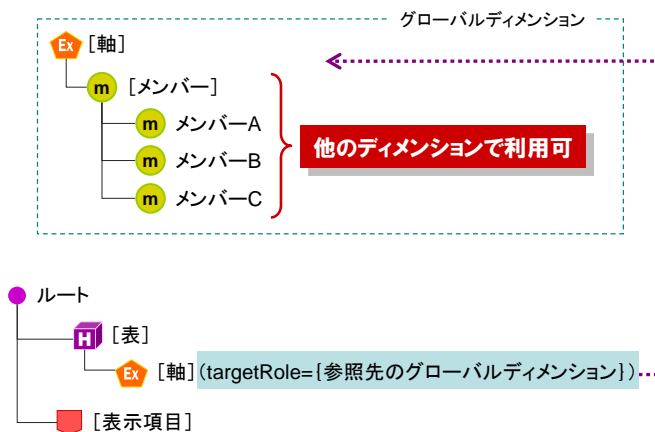 グローバルディメンション
Ex [軸]
m [メンバー]
m メンバーA
m メンバーB
m メンバーC
他のディメンションで利用可
ルート
H [表]
Ex [軸](targetRole={参照先のグローバルディメンション})
[表示項目]